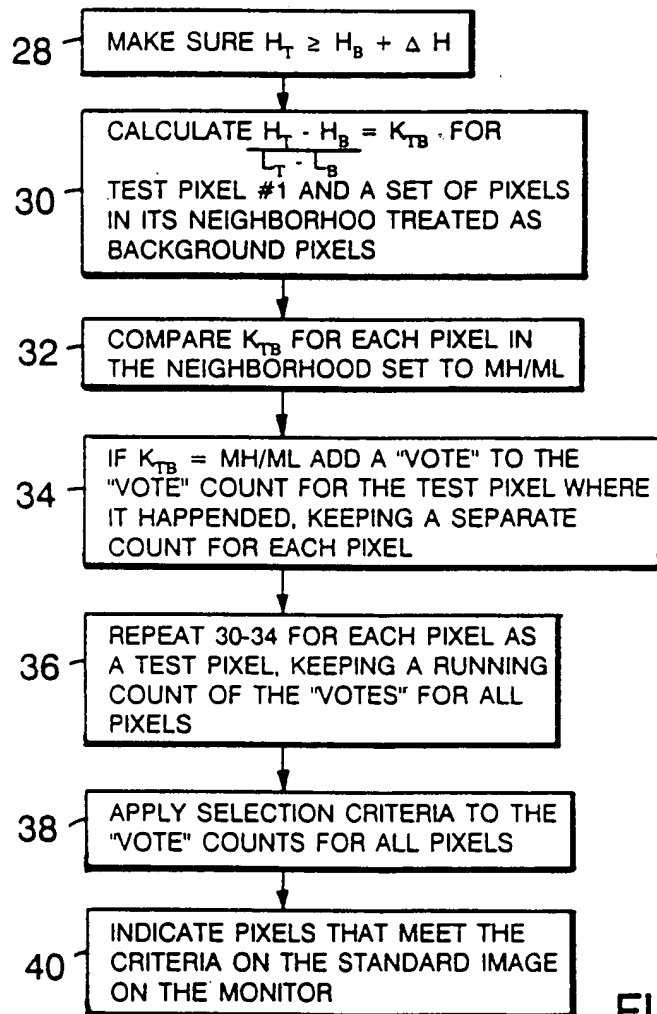 28
MAKE SURE H_T ≥ H_B + Δ H
CALCULATE H_T - H_B = K_TB FOR
L_T - L_B
30
TEST PIXEL #1 AND A SET OF PIXELS
IN ITS NEIGHBORHOO TREATED AS
BACKGROUND PIXELS
32
COMPARE K_TB FOR EACH PIXEL IN
THE NEIGHBORHOOD SET TO MH/ML
34
IF K_TB = MH/ML ADD A "VOTE" TO THE
"VOTE" COUNT FOR THE TEST PIXEL WHERE
IT HAPPENDED, KEEPING A SEPARATE
COUNT FOR EACH PIXEL
36
REPEAT 30-34 FOR EACH PIXEL AS
A TEST PIXEL, KEEPING A RUNNING
COUNT OF THE "VOTES" FOR ALL
PIXELS
38
APPLY SELECTION CRITERIA TO THE
"VOTE" COUNTS FOR ALL PIXELS
40
INDICATE PIXELS THAT MEET THE
CRITERIA ON THE STANDARD IMAGE
ON THE MONITOR